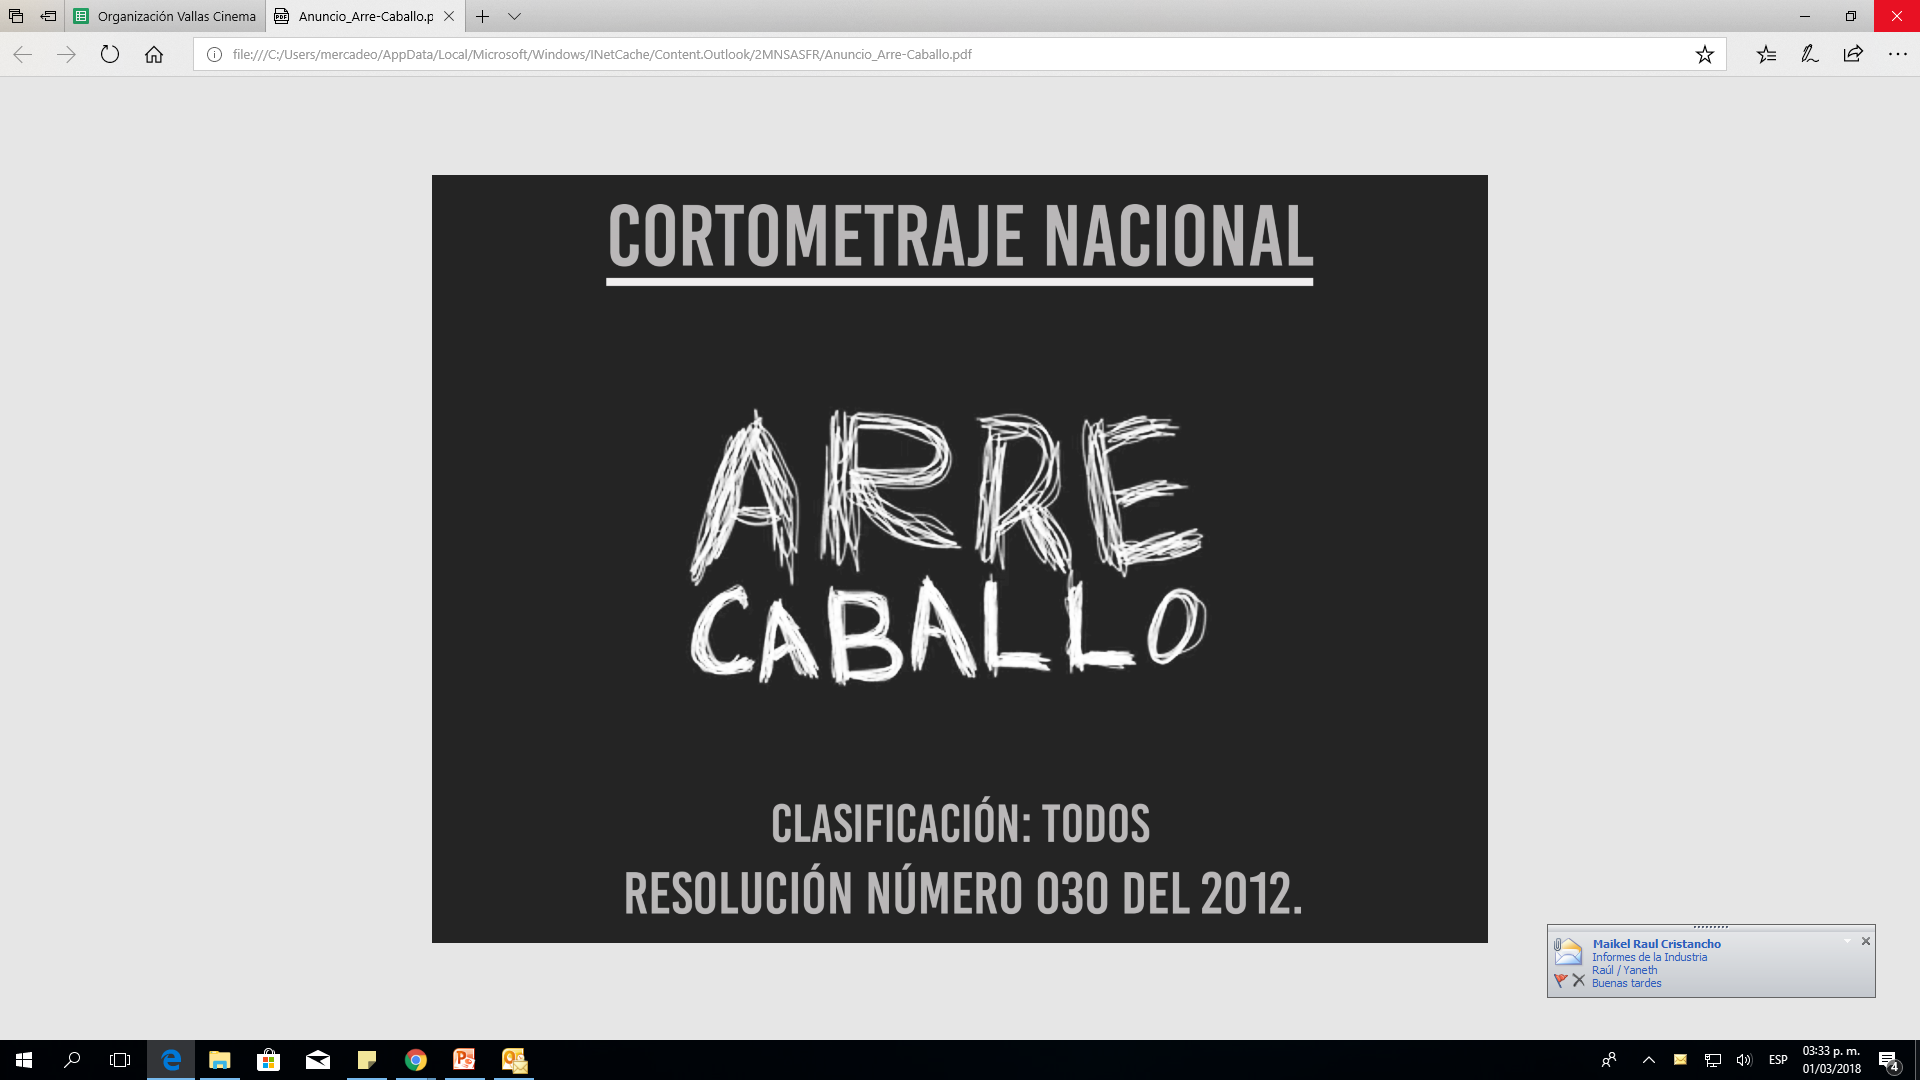 Organización Vallas Cinema
Anuncio_Arre-Caballo.p
file:///C:/Users/mercadeo/AppData/Local/Microsoft/Windows/INetCache/Content.Outlook/2MNSASFR/Anuncio_Arre-Caballo.pdf
CORTOMETRAJE NACIONAL
ARRE
CABALLO
CLASIFICACIÓN: TODOS
RESOLUCIÓN NÚMERO 030 DEL 2012.
Maikel Raul Cristancho
Informes de la Industria
Raúl / Yaneth
Buenas tardes
ESP
03:33 p. m.
01/03/2018
4